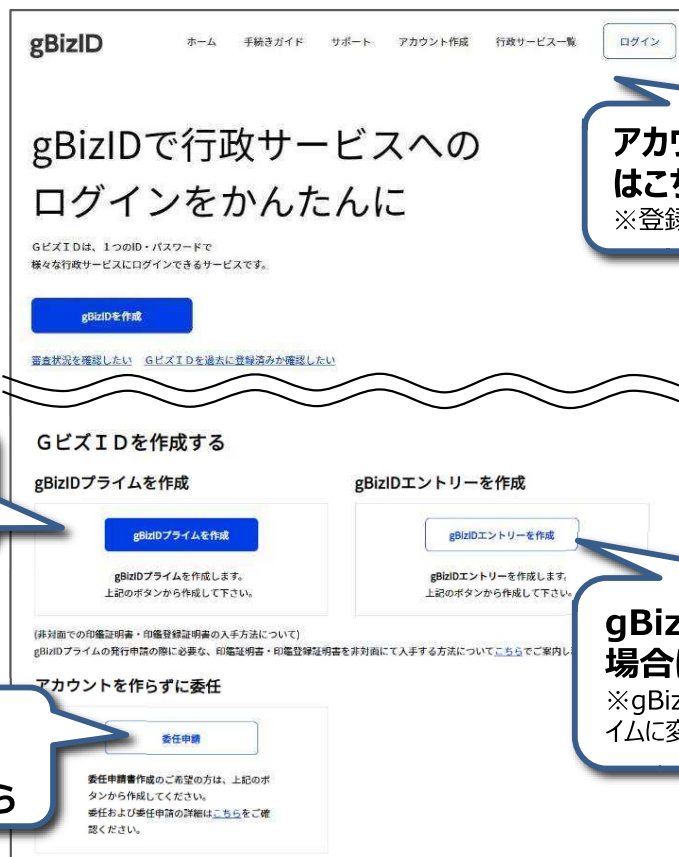 gBizID
ホーム 手続きガイド サポート アカウント作成 行政サービス一覧 ログイン
gBizIDで行政サービスへの
ログインをかんたんに
GビズIDは、1つのID・パスワードで
様々な行政サービスにログインできるサービスです。
gBizIDを作成
審査状況を確認したい GビズIDを過去に登録済みか確認したい
アカウ
はこち
※登録
GビズIDを作成する
gBizIDプライムを作成 gBizIDエントリーを作成
gBizIDプライムを作成 gBizIDエントリーを作成
gBizIDプライムを作成します。 gBizIDエントリーを作成します。
上記のボタンから作成して下さい。 上記のボタンから作成して下さい。
(非対面での印鑑証明書・印鑑登録証明書の入手方法について)
gBizIDプライムの発行申請の際に必要な、印鑑証明書・印鑑登録証明書を非対面にて入手する方法についてこちらでご案内し
gBiz
場合は
※gBiz
イムに変
アカウントを作らずに委任
委任申請
委任申請書作成のご希望の方は、上記のボ
タンから作成してください。
委任および委任申請の詳細はこちらをご確
認ください。
ら